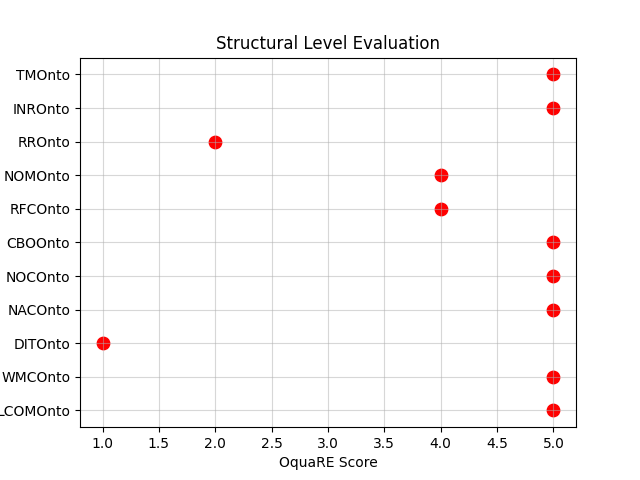 Structural Level Evaluation
TMOnto
INROnto
RROnto
NOMOnto
RFCOnto
CBOOnto
NOCOnto
NACOnto
DITOnto
WMCOnto
LCOMOnto
1.0 1.5 2.0 2.5 3.0 3.5 4.0 4.5 5.0
OquaRE Score